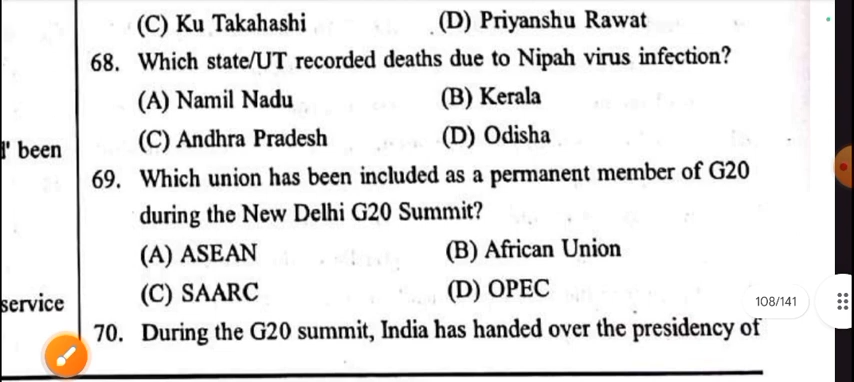 (C) Ku Takahashi (D) Priyanshu Rawat
68. Which state/UT recorded deaths due to Nipah virus infection?
(A) Namil Nadu (B) Kerala
(C) Andhra Pradesh (D) Odisha
been
69. Which union has been included as a permanent member of G20
during the New Delhi G20 Summit?
(A) ASEAN (B) African Union
service
(C) SAARC (D) OPEC
108/141
70. During the G20 summit, India has handed over the presidency of